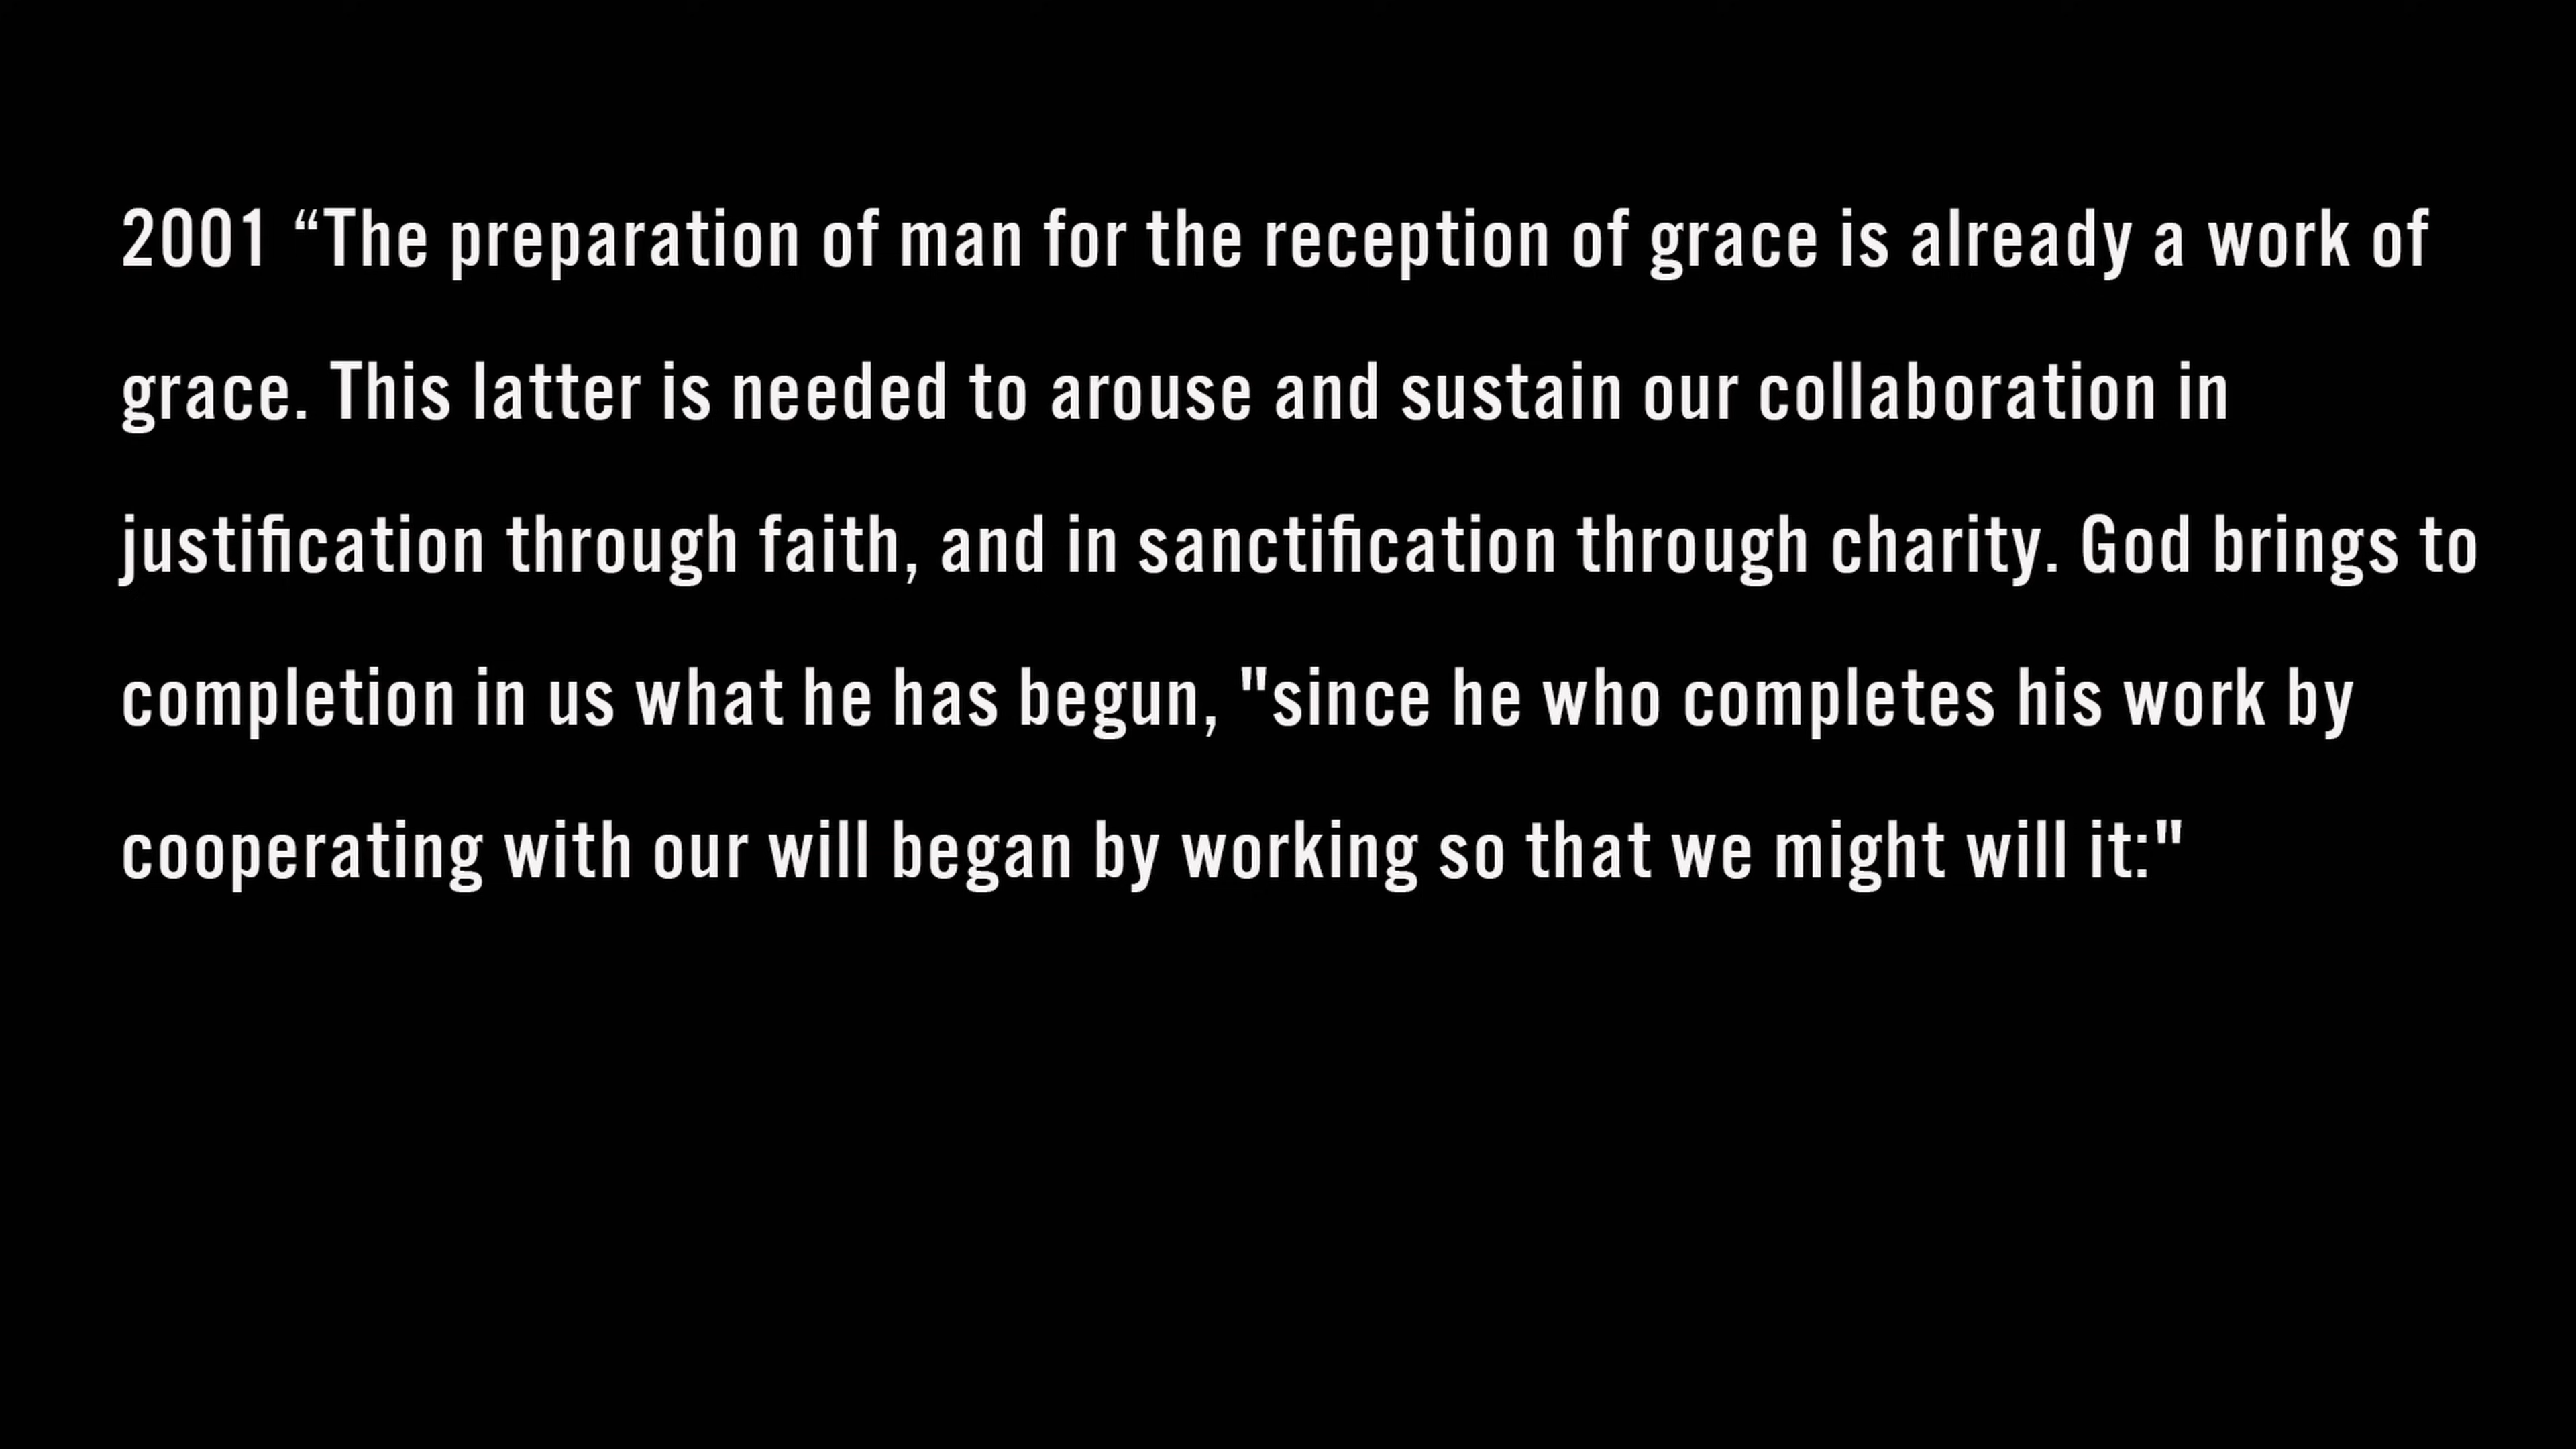 2001 “The preparation of man for the reception of grace is already a work of
grace. This latter is needed to arouse and sustain our collaboration in
justification through faith, and in sanctification through charity. God brings to
completion in us what he has begun, "since he who completes his work by
cooperating with our will began by working so that we might will it:"